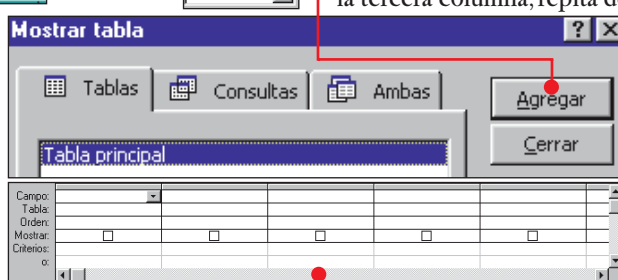 la tercera columna, repita
Mostrar tabla
Tablas
Consultas
Ambas
Agregar
Cerrar
Tabla principal
Campo:
Tabla:
Orden:
Mostrar:
Criterios:
o: